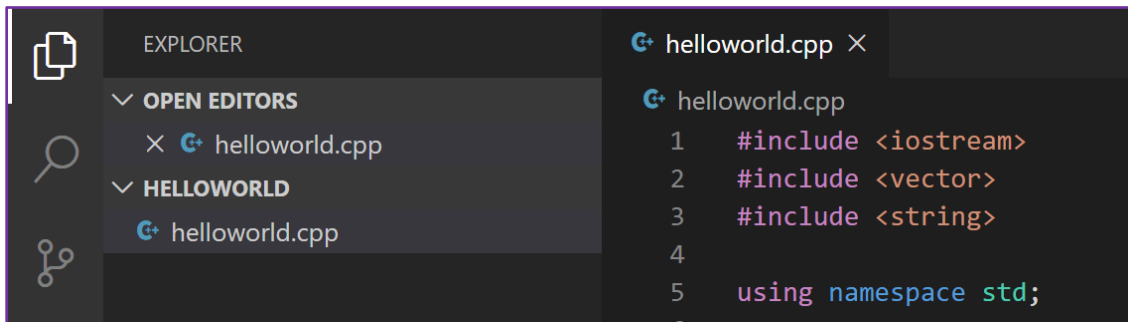 EXPLORER
OPEN EDITORS
helloworld.cpp
HELLOWORLD
helloworld.cpp
helloworld.cpp
helloworld.cpp
1 #include <iostream>
2 #include <vector>
3 #include <string>
4
5 using namespace std;